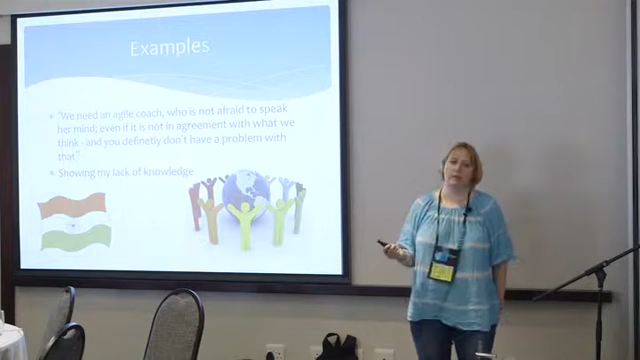 Examples
"We need an agile coach, who is not afraid to speak
her mind; even if it is not in agreement with what we
think - and you definetly don't have a problem with
that"
Showing my lack of knowledge